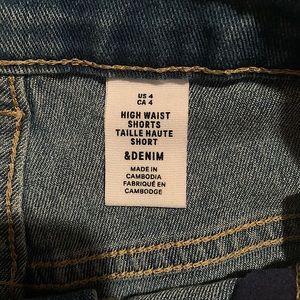 US 4
CA 4
HIGH WAIST
SHORTS
TAILLE HAUTE
SHORT
&DENIM
MADE IN
CAMBODIA
FABRIQUÉ EN
CAMBODGE